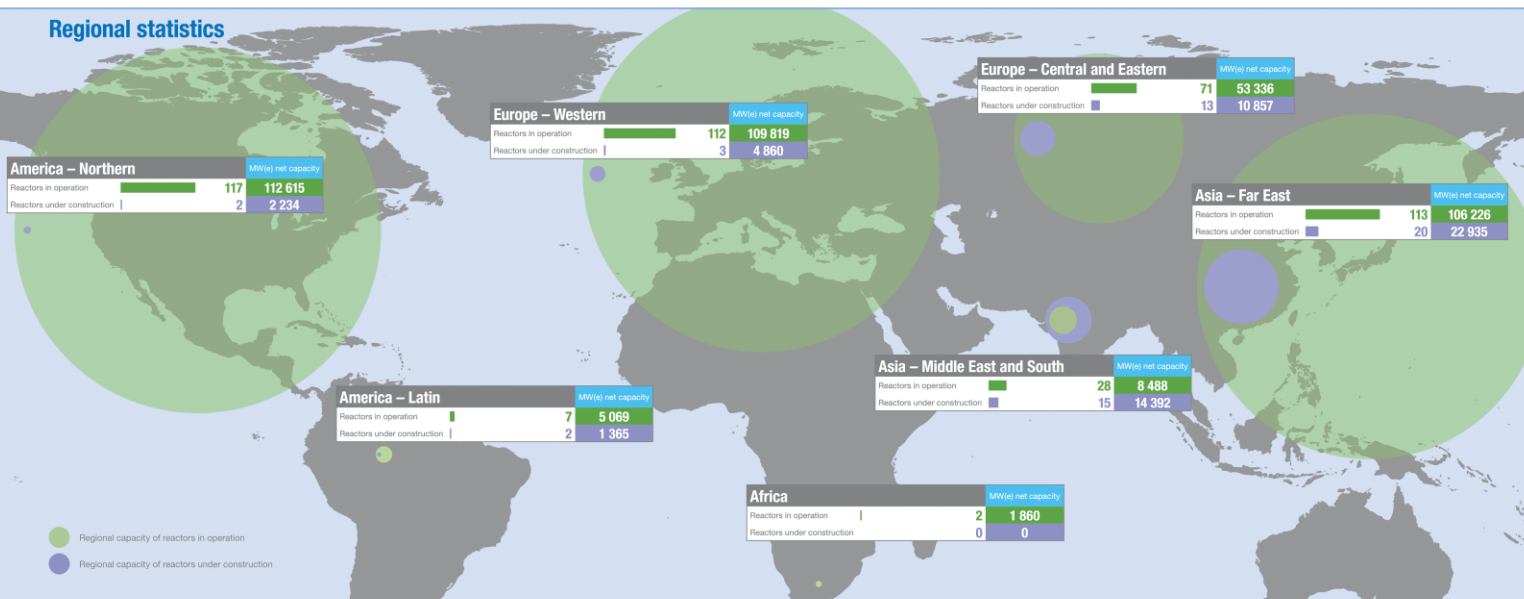 Regional statistics
America – Northern MW(e) net capacity
Reactors in operation 117 112 615
Reactors under construction 2 2 234
Europe – Western MW(e) net capacity
Reactors in operation 112 109 819
Reactors under construction 3 4 860
Europe – Central and Eastern MW(e) net capacity
Reactors in operation 71 53 336
Reactors under construction 13 10 857
Asia – Far East MW(e) net capacity
Reactors in operation 113 106 226
Reactors under construction 20 22 935
Asia – Middle East and South MW(e) net capacity
Reactors in operation 28 8 488
Reactors under construction 15 14 392
America – Latin MW(e) net capacity
Reactors in operation 7 5 069
Reactors under construction 2 1 365
Africa MW(e) net capacity
Reactors in operation 2 1 860
Reactors under construction 0 0
Regional capacity of reactors in operation
Regional capacity of reactors under construction